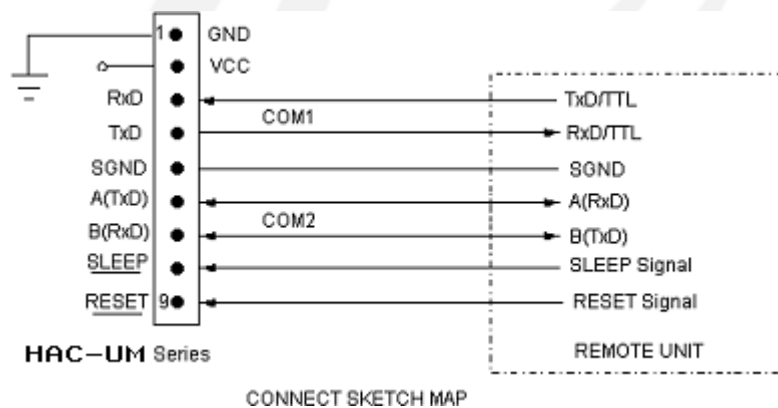 1 GND
VCC
RxD TxD/TTL
COM1
TxD RxD/TTL
SGND SGND
A(TxD) A(RxD)
COM2
B(RxD) B(TxD)
SLEEP SLEEP Signal
RESET 9 RESET Signal
HAC-UM Series REMOTE UNIT
CONNECT SKETCH MAP